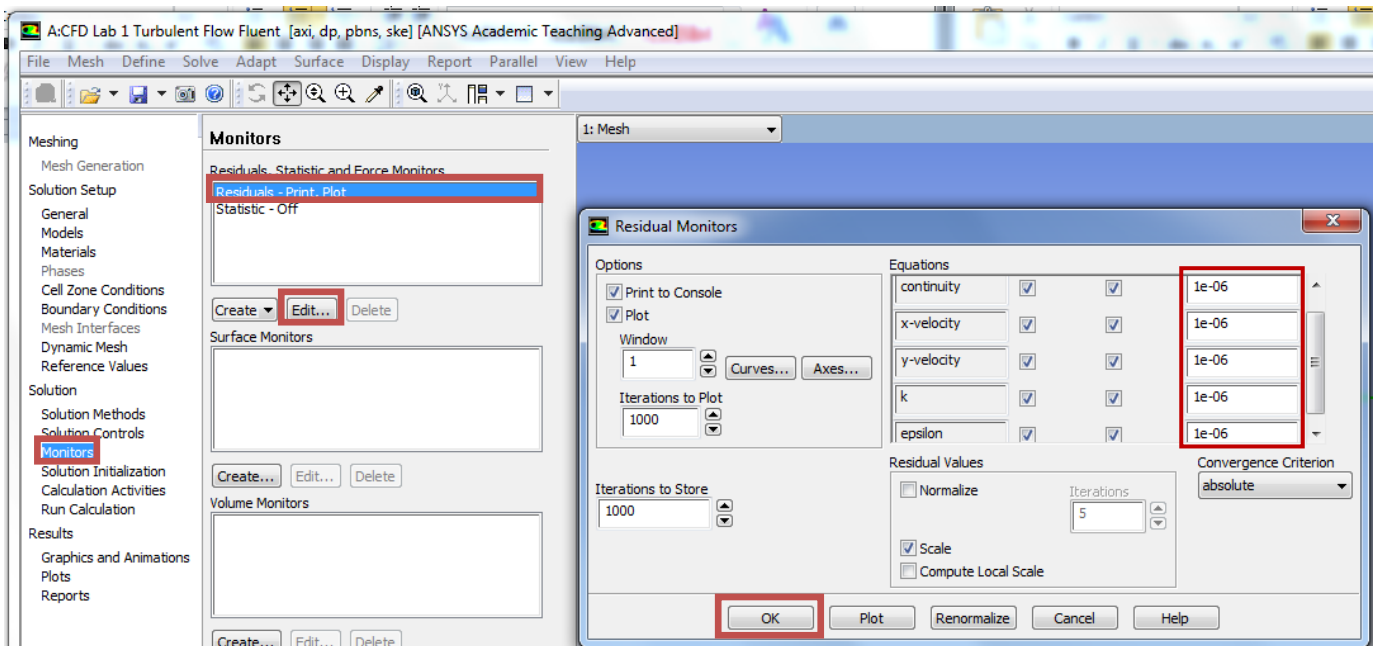 A:CFD Lab 1 Turbulent Flow Fluent [axi, dp, pbns, ske] [ANSYS Academic Teaching Advanced]
File Mesh Define Solve Adapt Surface Display Report Parallel View Help
Meshing
Mesh Generation
Solution Setup
General
Models
Materials
Phases
Cell Zone Conditions
Boundary Conditions
Mesh Interfaces
Dynamic Mesh
Reference Values
Solution
Solution Methods
Solution Controls
Monitors
Solution Initialization
Calculation Activities
Run Calculation
Results
Graphics and Animations
Plots
Reports
Monitors
Residuals, Statistic and Force Monitors
Residuals - Print, Plot
Statistic - Off
Create Edit... Delete
Surface Monitors
Create... Edit... Delete
Volume Monitors
Create... Edit... Delete
1: Mesh
Residual Monitors
Options
Print to Console
Plot
Window
1 Curves... Axes...
Iterations to Plot
1000
Iterations to Store
1000
Equations
continuity 1e-06
x-velocity 1e-06
y-velocity 1e-06
k 1e-06
epsilon 1e-06
Residual Values
Normalize Iterations
5
Scale
Compute Local Scale
Convergence Criterion
absolute
OK Plot Renormalize Cancel Help